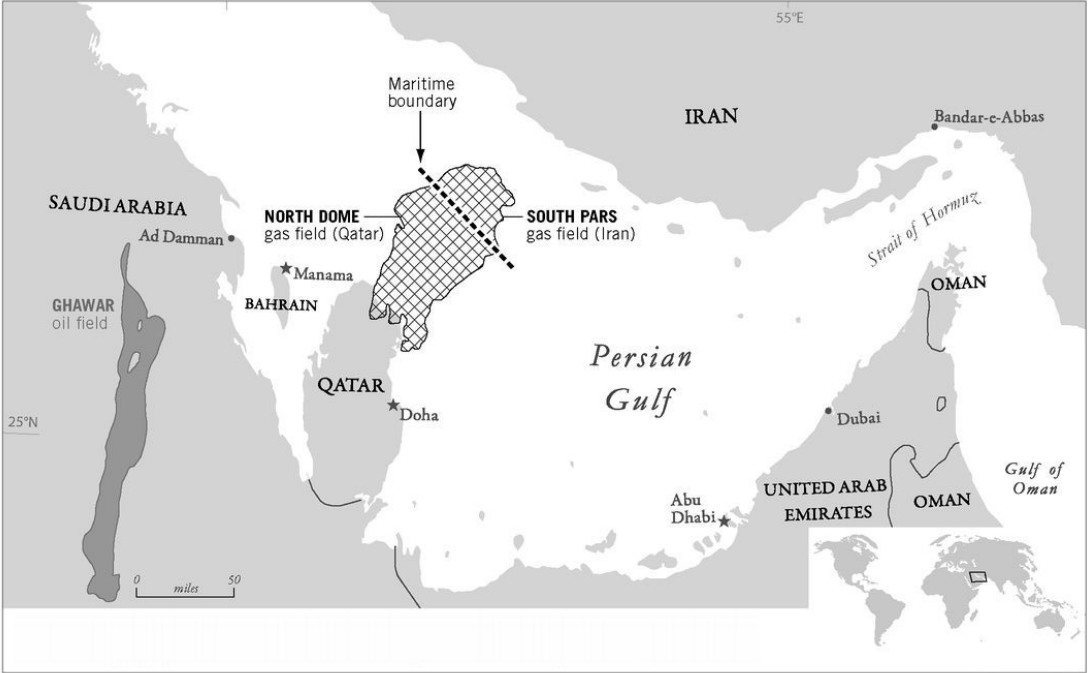 55°E
Maritime
boundary
IRAN
Bandar-e-Abbas
SAUDI ARABIA
NORTH DOME
gas field (Qatar)
SOUTH PARS
gas field (Iran)
Strait of Hormuz
Ad Damman
Manama
BAHRAIN
OMAN
GHAWAR
oil field
Persian
Gulf
QATAR
Doha
Dubai
25°N
Gulf of
Oman
Abu
Dhabi
UNITED ARAB
EMIRATES
OMAN
0 50
miles